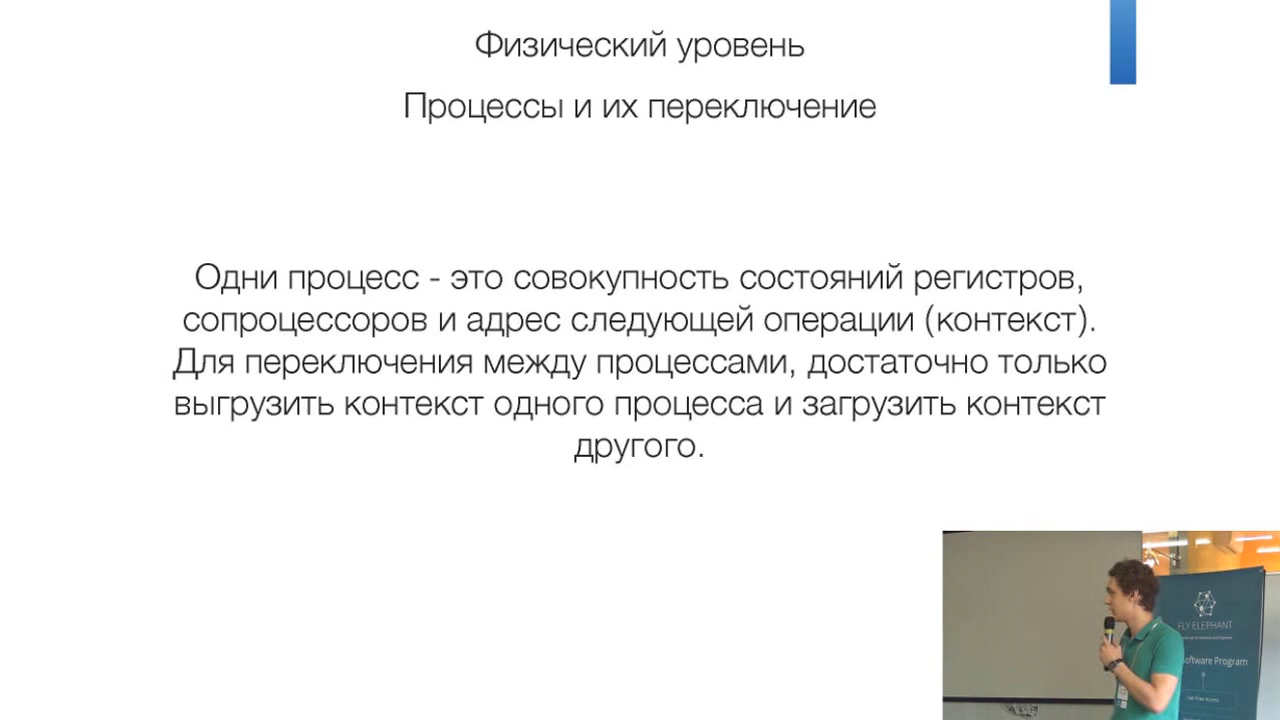 Физический уровень
Процессы и их переключение
Одни процесс - это совокупность состояний регистров,
сопроцессоров и адрес следующей операции (контекст).
Для переключения между процессами, достаточно только
выгрузить контекст одного процесса и загрузить контекст
другого.
FLY ELEPHANT
oftware Program